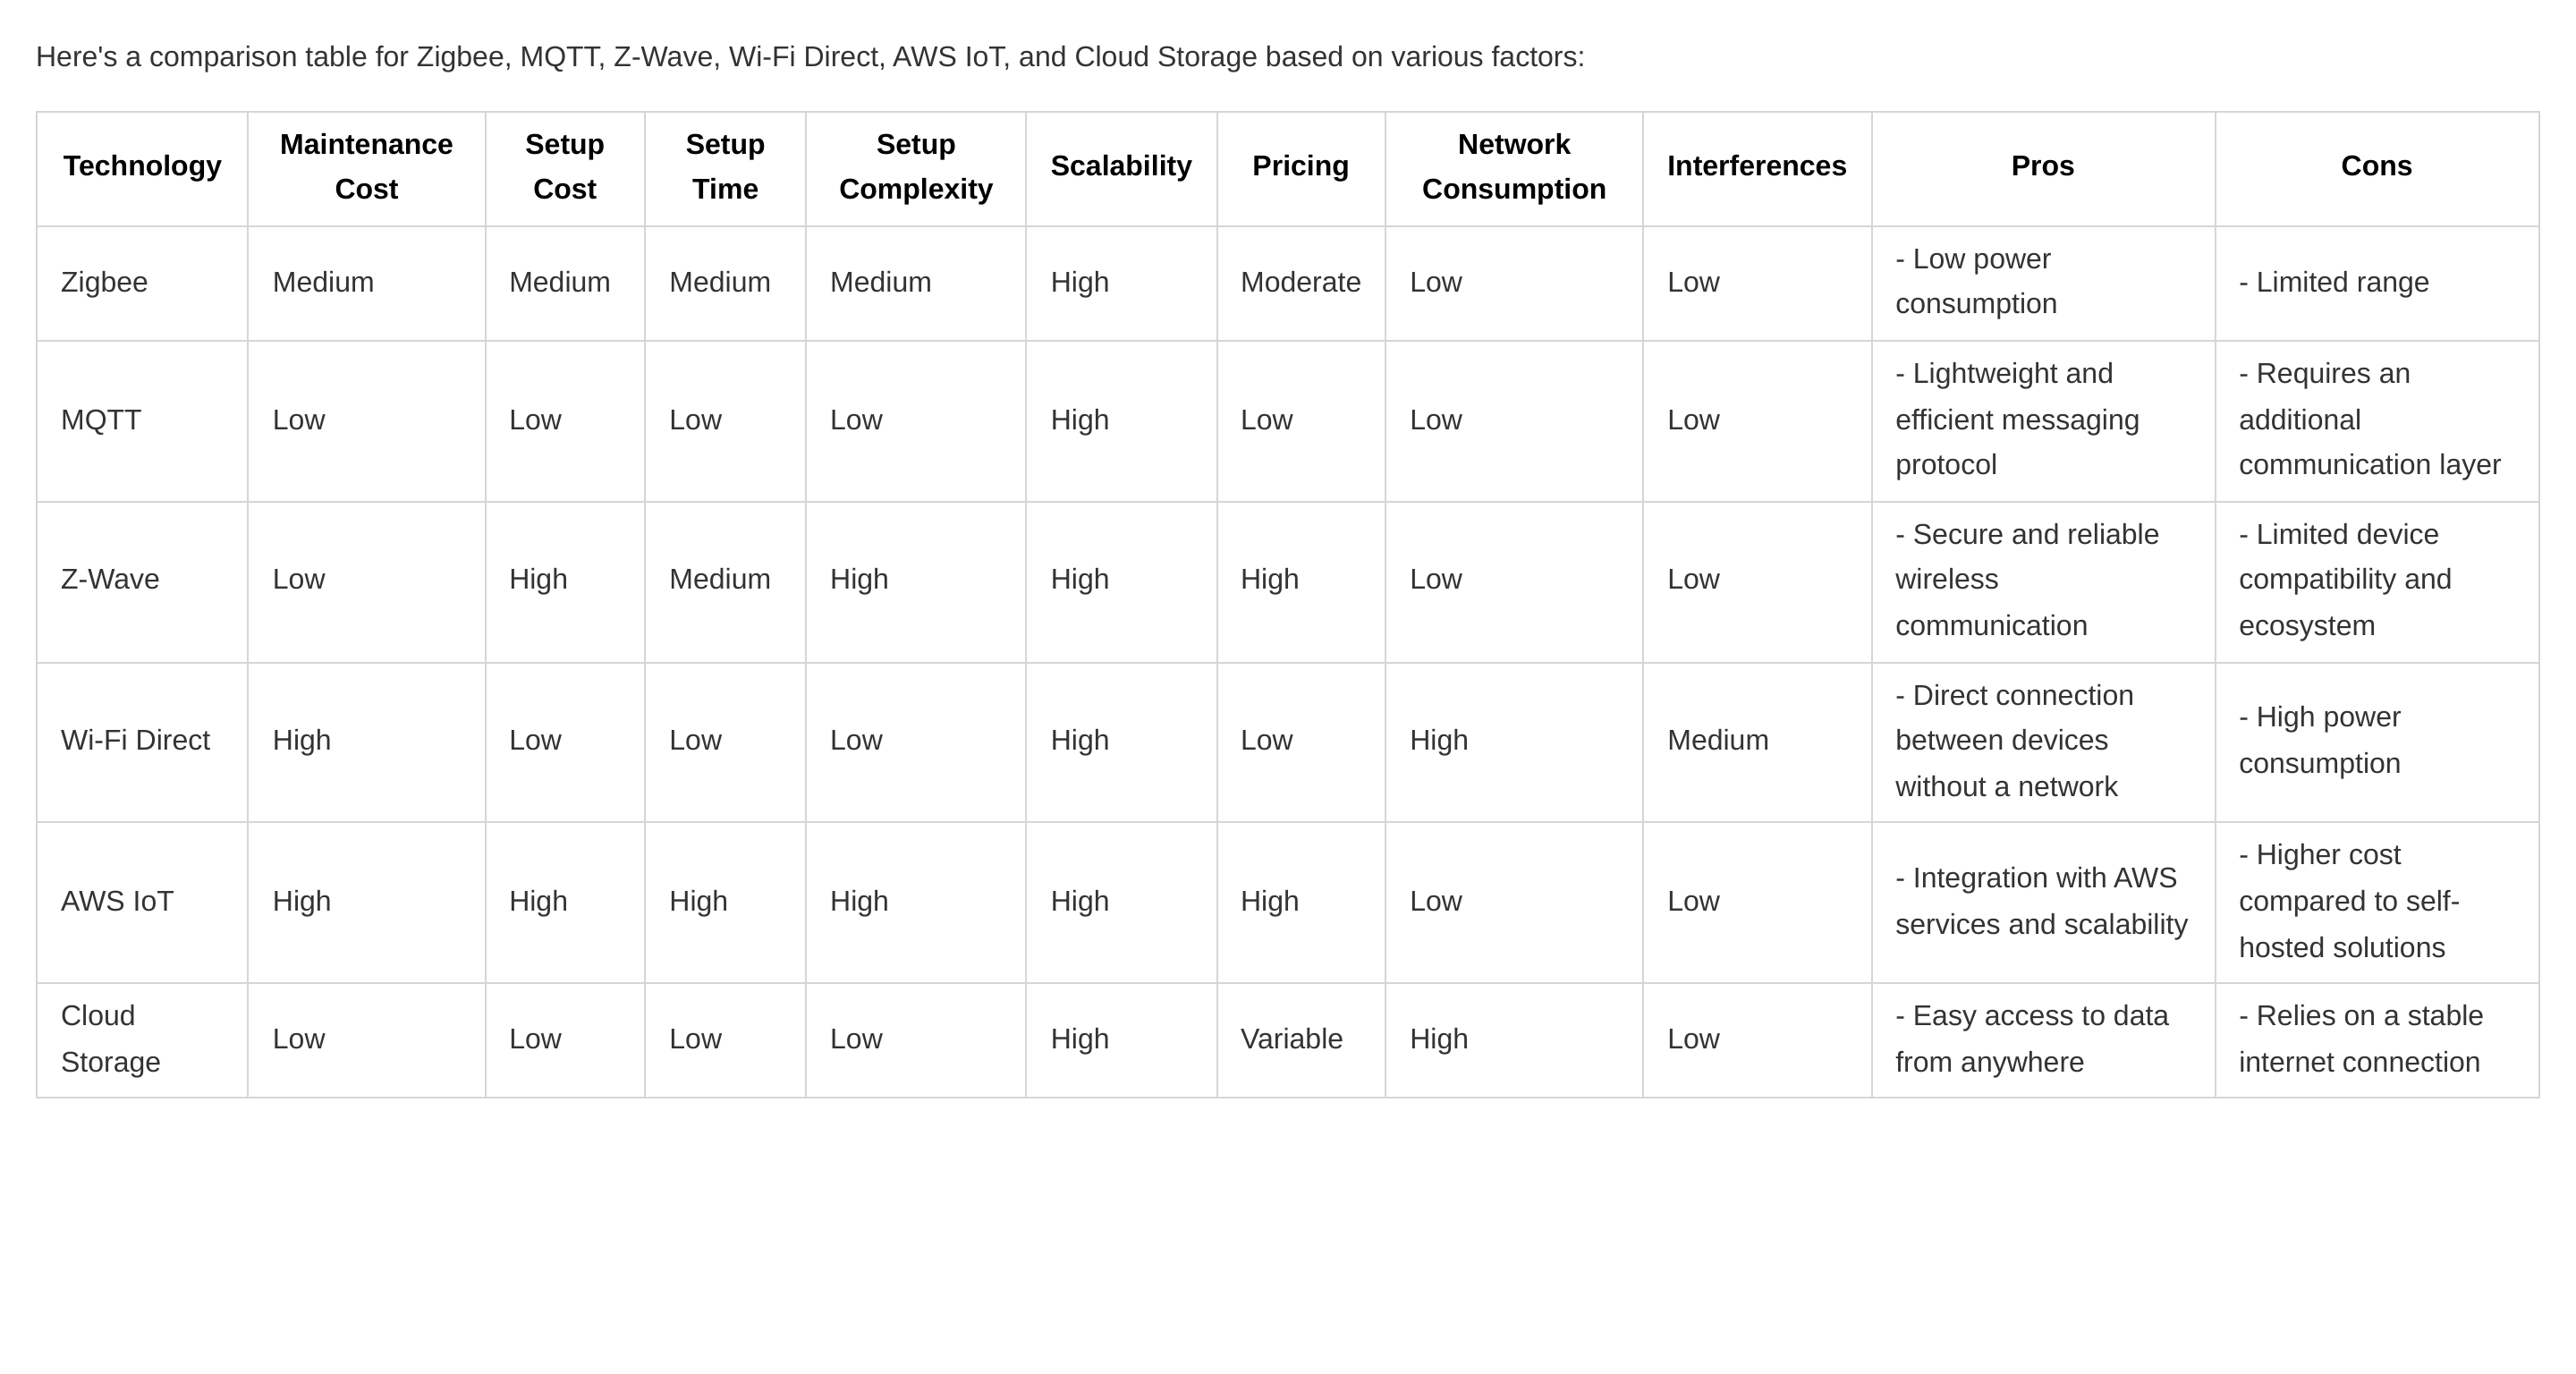 Here's a comparison table for Zigbee, MQTT, Z-Wave, Wi-Fi Direct, AWS IoT, and Cloud Storage based on various factors:
Technology
Maintenance
Cost
Setup
Cost
Setup
Time
Setup
Complexity
Scalability
Pricing
Network
Consumption
Interferences
Pros
Cons
Zigbee
Medium
Medium
Medium
Medium
High
Moderate
Low
Low
- Low power
consumption
- Limited range
MQTT
Low
Low
Low
Low
High
Low
Low
Low
- Lightweight and
efficient messaging
protocol
- Requires an
additional
communication layer
Z-Wave
Low
High
Medium
High
High
High
Low
Low
- Secure and reliable
wireless
communication
- Limited device
compatibility and
ecosystem
Wi-Fi Direct
High
Low
Low
Low
High
Low
High
Medium
- Direct connection
between devices
without a network
- High power
consumption
AWS IoT
High
High
High
High
High
High
Low
Low
- Integration with AWS
services and scalability
- Higher cost
compared to self-
hosted solutions
Cloud
Storage
Low
Low
Low
Low
High
Variable
High
Low
- Easy access to data
from anywhere
- Relies on a stable
internet connection